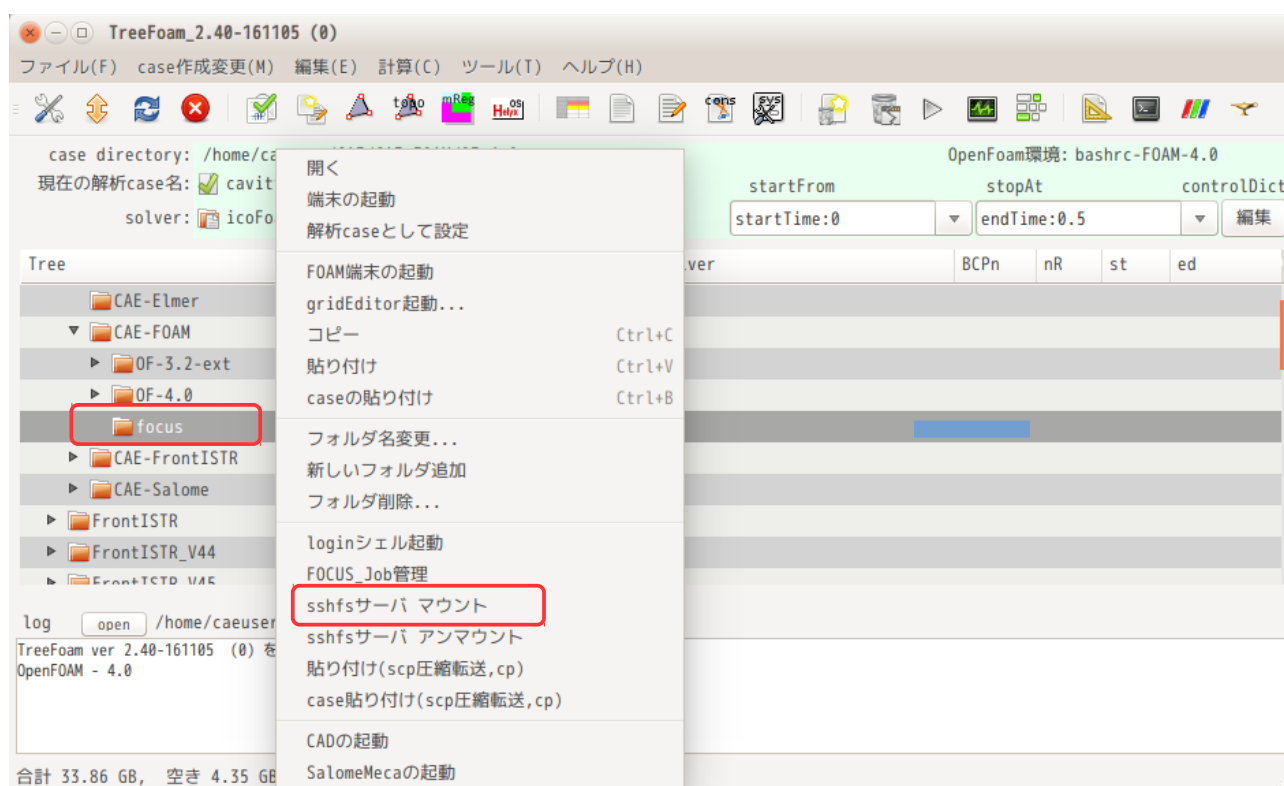 TreeFoam_2.40-161105 (0)
ファイル(F) case作成変更(M) 編集(E) 計算(C) ツール(T) ヘルプ(H)
topo mReg OS Helyx cons SYS
case directory: /home/ca OpenFoam環境: bashrc-FOAM-4.0
現在の解析case名: cavit startFrom stopAt controlDict
solver: icoFo startTime:0 endTime:0.5 編集
Tree ver BCPn nR st ed
CAE-Elmer
CAE-FOAM
OF-3.2-ext
OF-4.0
focus
CAE-FrontISTR
CAE-Salome
FrontISTR
FrontISTR_V44
FrontISTR_V45
開く
端末の起動
解析caseとして設定
FOAM端末の起動
gridEditor起動...
コピー Ctrl+C
貼り付け Ctrl+V
caseの貼り付け Ctrl+B
フォルダ名変更...
新しいフォルダ追加
フォルダ削除...
loginシェル起動
FOCUS_Job管理
sshfsサーバ マウント
sshfsサーバ アンマウント
貼り付け(scp圧縮転送,cp)
case貼り付け(scp圧縮転送,cp)
CADの起動
SalomeMecaの起動
log open /home/caeuser
TreeFoam ver 2.40-161105 (0) を
OpenFOAM - 4.0
合計 33.86 GB, 空き 4.35 GB